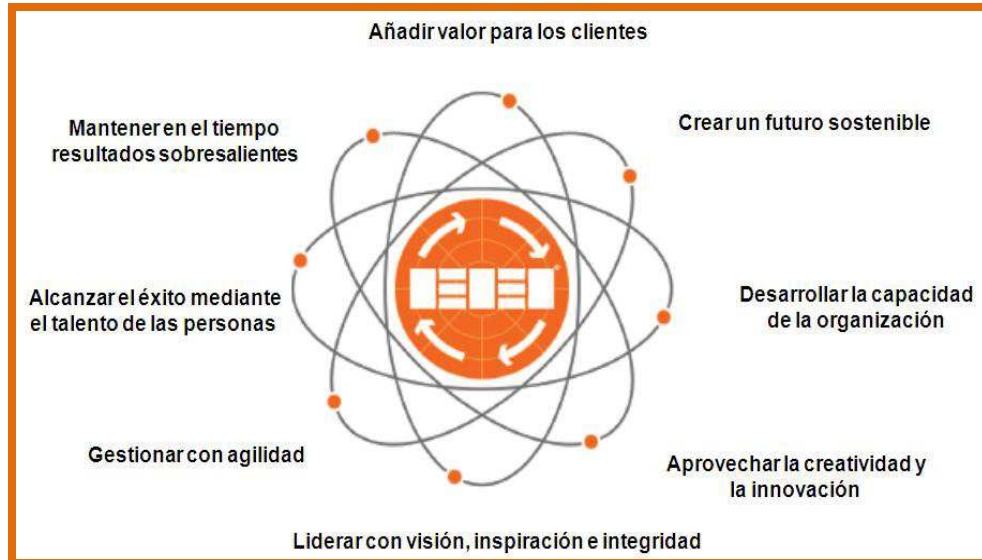 Añadir valor para los clientes
Mantener en el tiempo
resultados sobresalientes
Crear un futuro sostenible
Alcanzar el éxito mediante
el talento de las personas
Desarrollar la capacidad
de la organización
Gestionar con agilidad
Aprovechar la creatividad y
la innovación
Liderar con visión, inspiración e integridad